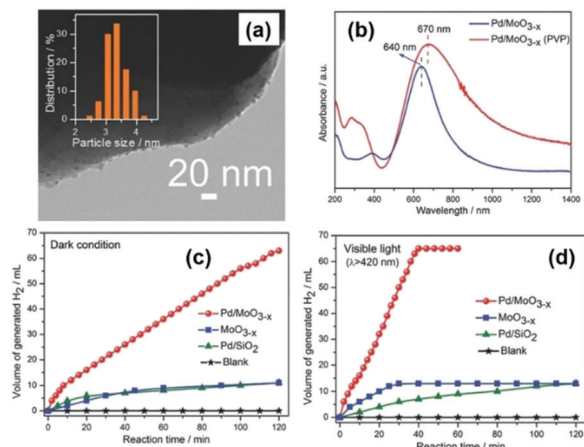 (a)
Distribution / %
30
20
10
0
2
3
4
Particle size / nm
20 nm
(b)
Pd/MoO3-x
Pd/MoO3-x (PVP)
670 nm
640 nm
Absorbance / a.u.
200 400 600 800 1000 1200 1400
Wavelength / nm
(c)
Dark condition
Volume of generated H2 / mL
70
60
50
40
30
20
10
0
Pd/MoO3-x
MoO3-x
Pd/SiO2
Blank
0 20 40 60 80 100 120
Reaction time / min
(d)
Visible light
(λ>420 nm)
Volume of generated H2 / mL
70
60
50
40
30
20
10
0
Pd/MoO3-x
MoO3-x
Pd/SiO2
Blank
0 20 40 60 80 100 120
Reaction time / min